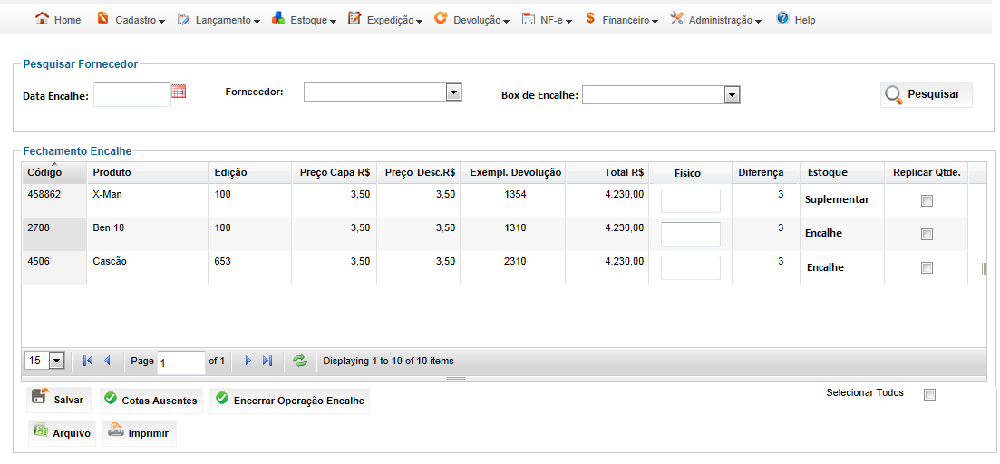 Home Cadastro Lançamento Estoque Expedição Devolução NF-e Financeiro Administração Help
Pesquisar Fornecedor
Data Encalhe: Fornecedor: Box de Encalhe: Pesquisar
Fechamento Encalhe
Código Produto Edição Preço Capa R$ Preço Desc.R$ Exempl. Devolução Total R$ Físico Diferença Estoque Replicar Qtde.
458862 X-Man 100 3,50 3,50 1354 4.230,00 3 Suplementar
2708 Ben 10 100 3,50 3,50 1310 4.230,00 3 Encalhe
4506 Cascão 653 3,50 3,50 2310 4.230,00 3 Encalhe
15 Page 1 of 1 Displaying 1 to 10 of 10 items
Salvar Cotas Ausentes Encerrar Operação Encalhe Selecionar Todos
Arquivo Imprimir